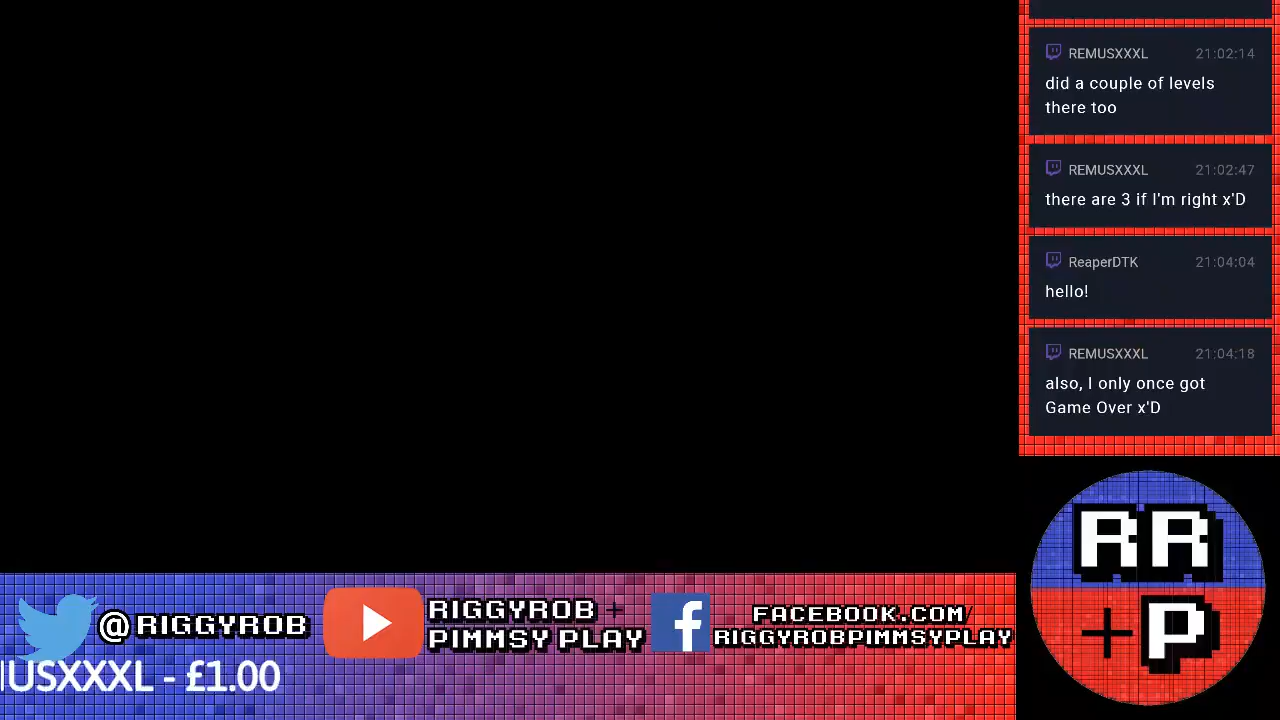 REMUSXXXL 21:02:14
did a couple of levels
there too
REMUSXXXL 21:02:47
there are 3 if I'm right x'D
ReaperDTK 21:04:04
hello!
REMUSXXXL 21:04:18
also, I only once got
Game Over x'D
RR
+P
@RIGGYROB
RIGGYROB +
PIMMSY PLAY
FACEBOOK.COM/
RIGGYROBPIMMSYPLAY
IUSXXXL - £1.00